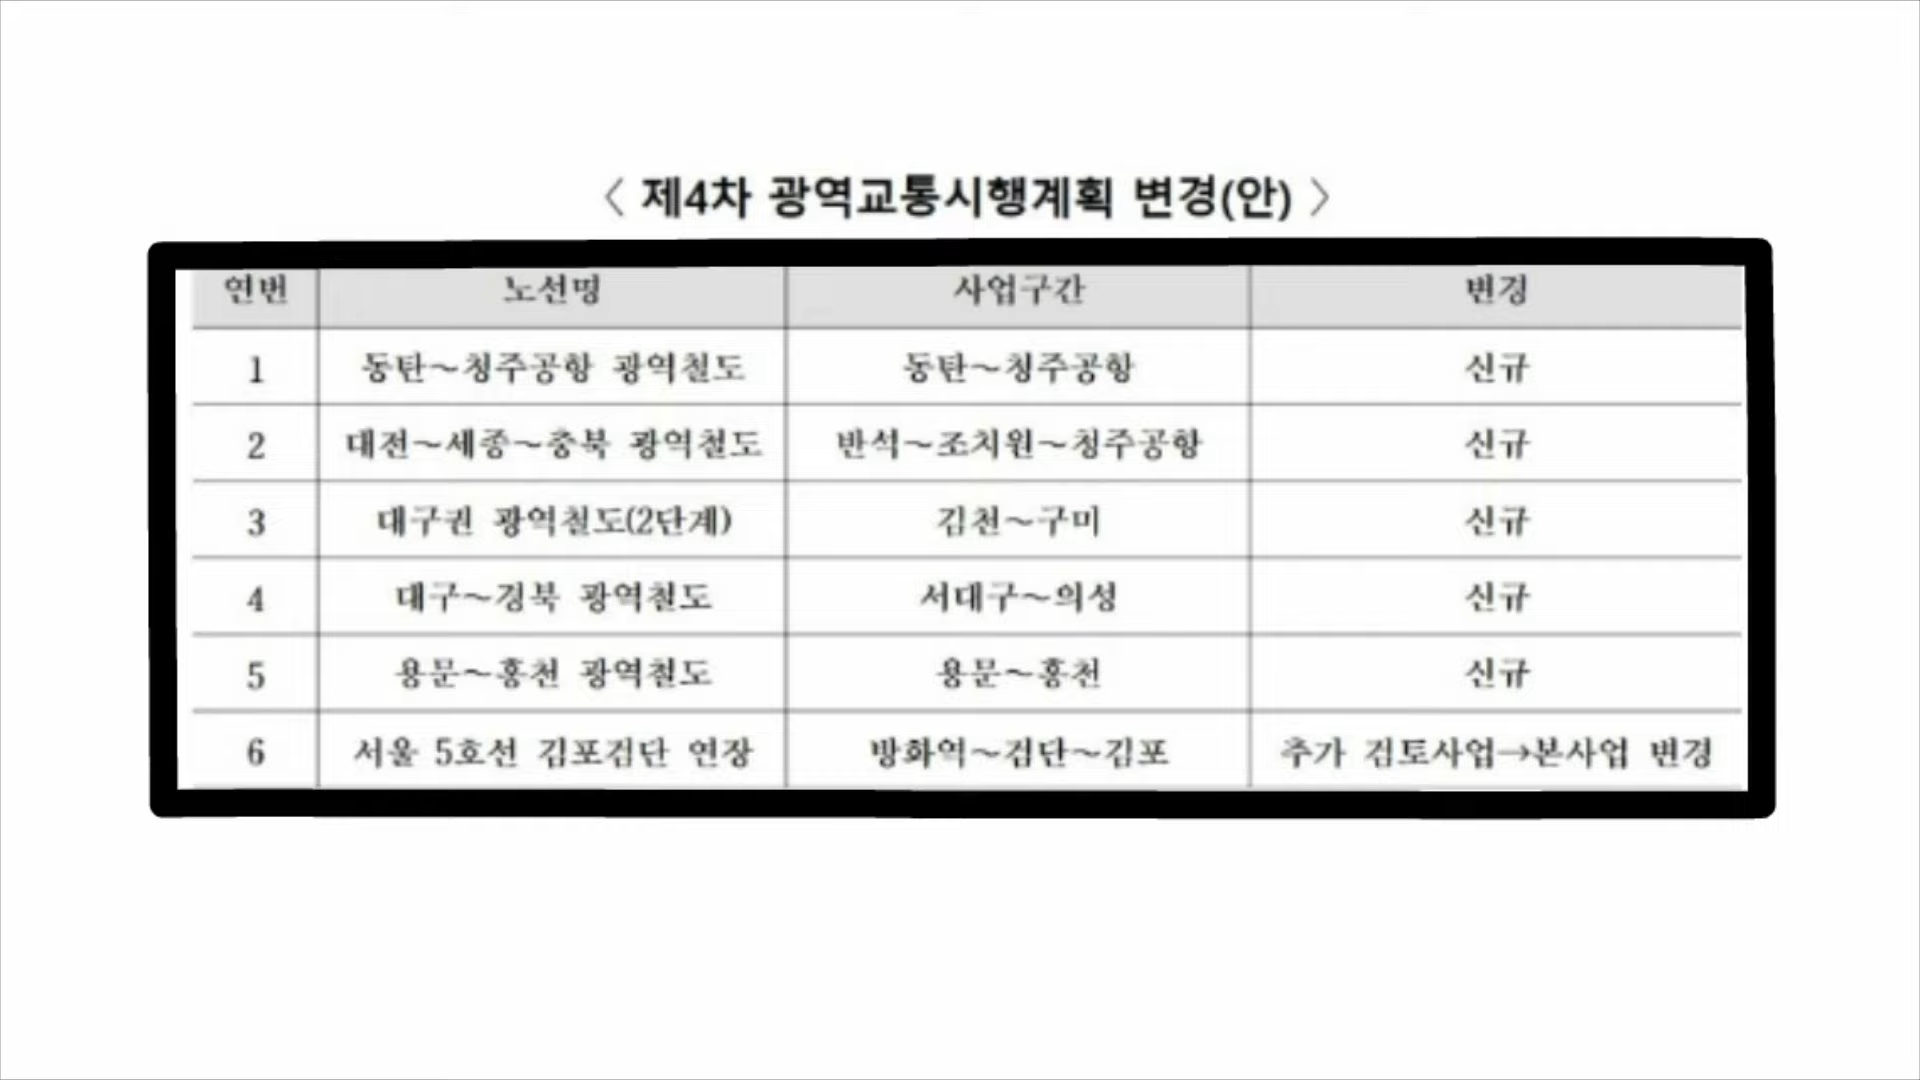 〈 제4차 광역교통시행계획 변경(안) 〉
연번 노선명 사업구간 변경
1 동탄~청주공항 광역철도 동탄~청주공항 신규
2 대전~세종~충북 광역철도 반석~조치원~청주공항 신규
3 대구권 광역철도(2단계) 김천~구미 신규
4 대구~경북 광역철도 서대구~의성 신규
5 용문~홍천 광역철도 용문~홍천 신규
6 서울 5호선 김포검단 연장 방화역~검단~김포 추가 검토사업→본사업 변경